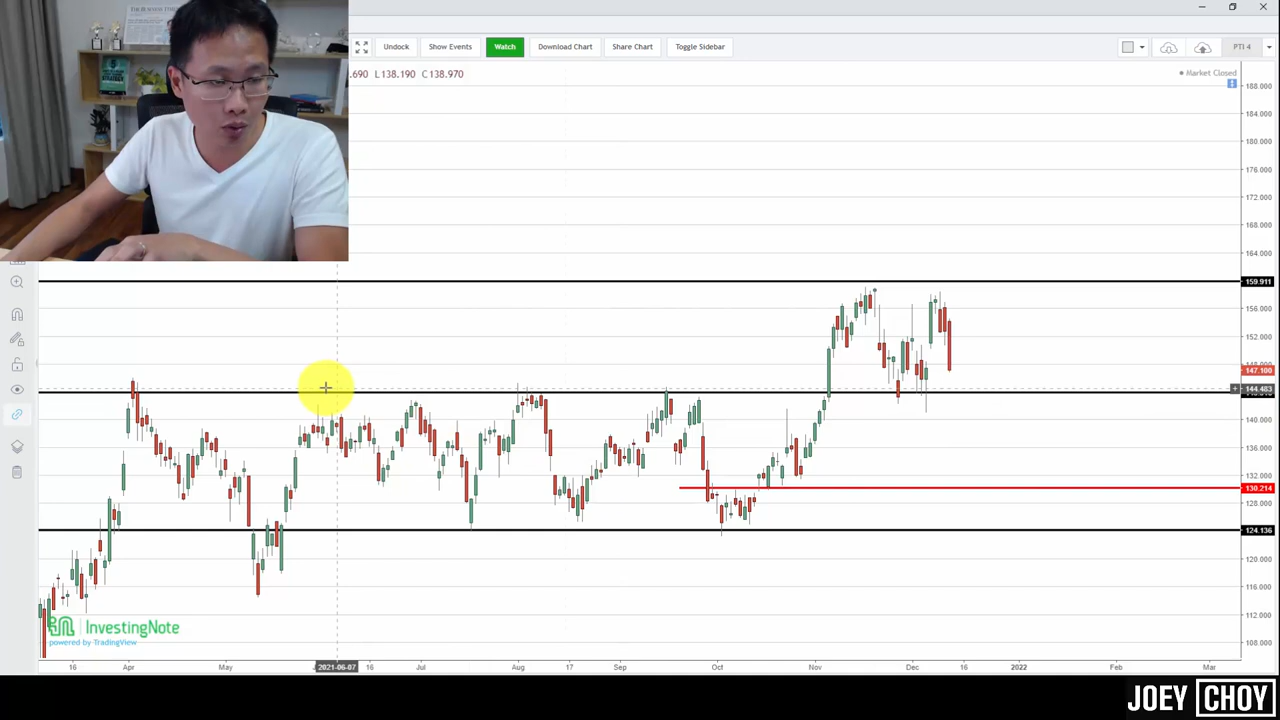 Undock
Show Events
Watch
Download Chart
Share Chart
Toggle Sidebar
PTI 4
.690 L138.190 C138.970
Market Closed
188.000
180.000
176.000
172.000
168.000
164.000
159.911
156.000
152.000
147.100
144.483
140.000
136.000
132.000
130.214
128.000
124.136
120.000
116.000
112.000
108.000
InvestingNote
powered by TradingView
16
Apr
May
2021-06-07
16
Jul
Aug
17
Sep
Oct
Nov
Dec
16
2022
Feb
Mar
JOEY CHOY